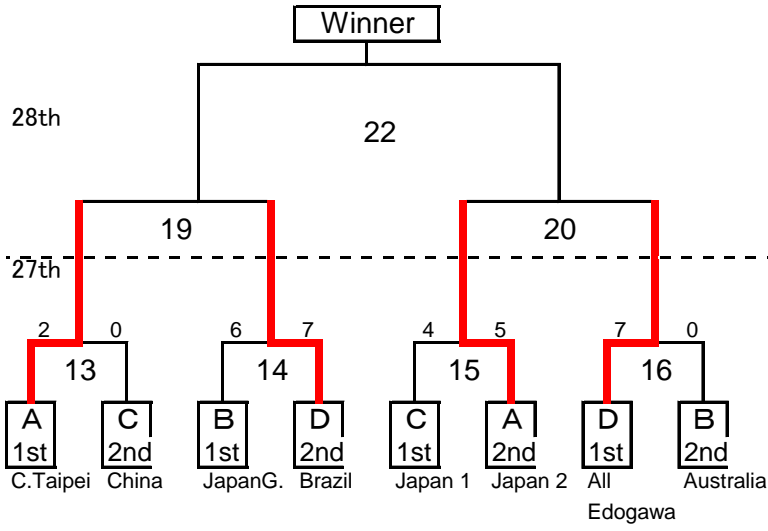 Winner
28th
22
19 20
27th
2 0 6 7 4 5 7 0
13 14 15 16
A C B D C A D B
1st 2nd 1st 2nd 1st 2nd 1st 2nd
C.Taipei China JapanG. Brazil Japan 1 Japan 2 All Australia
Edogawa